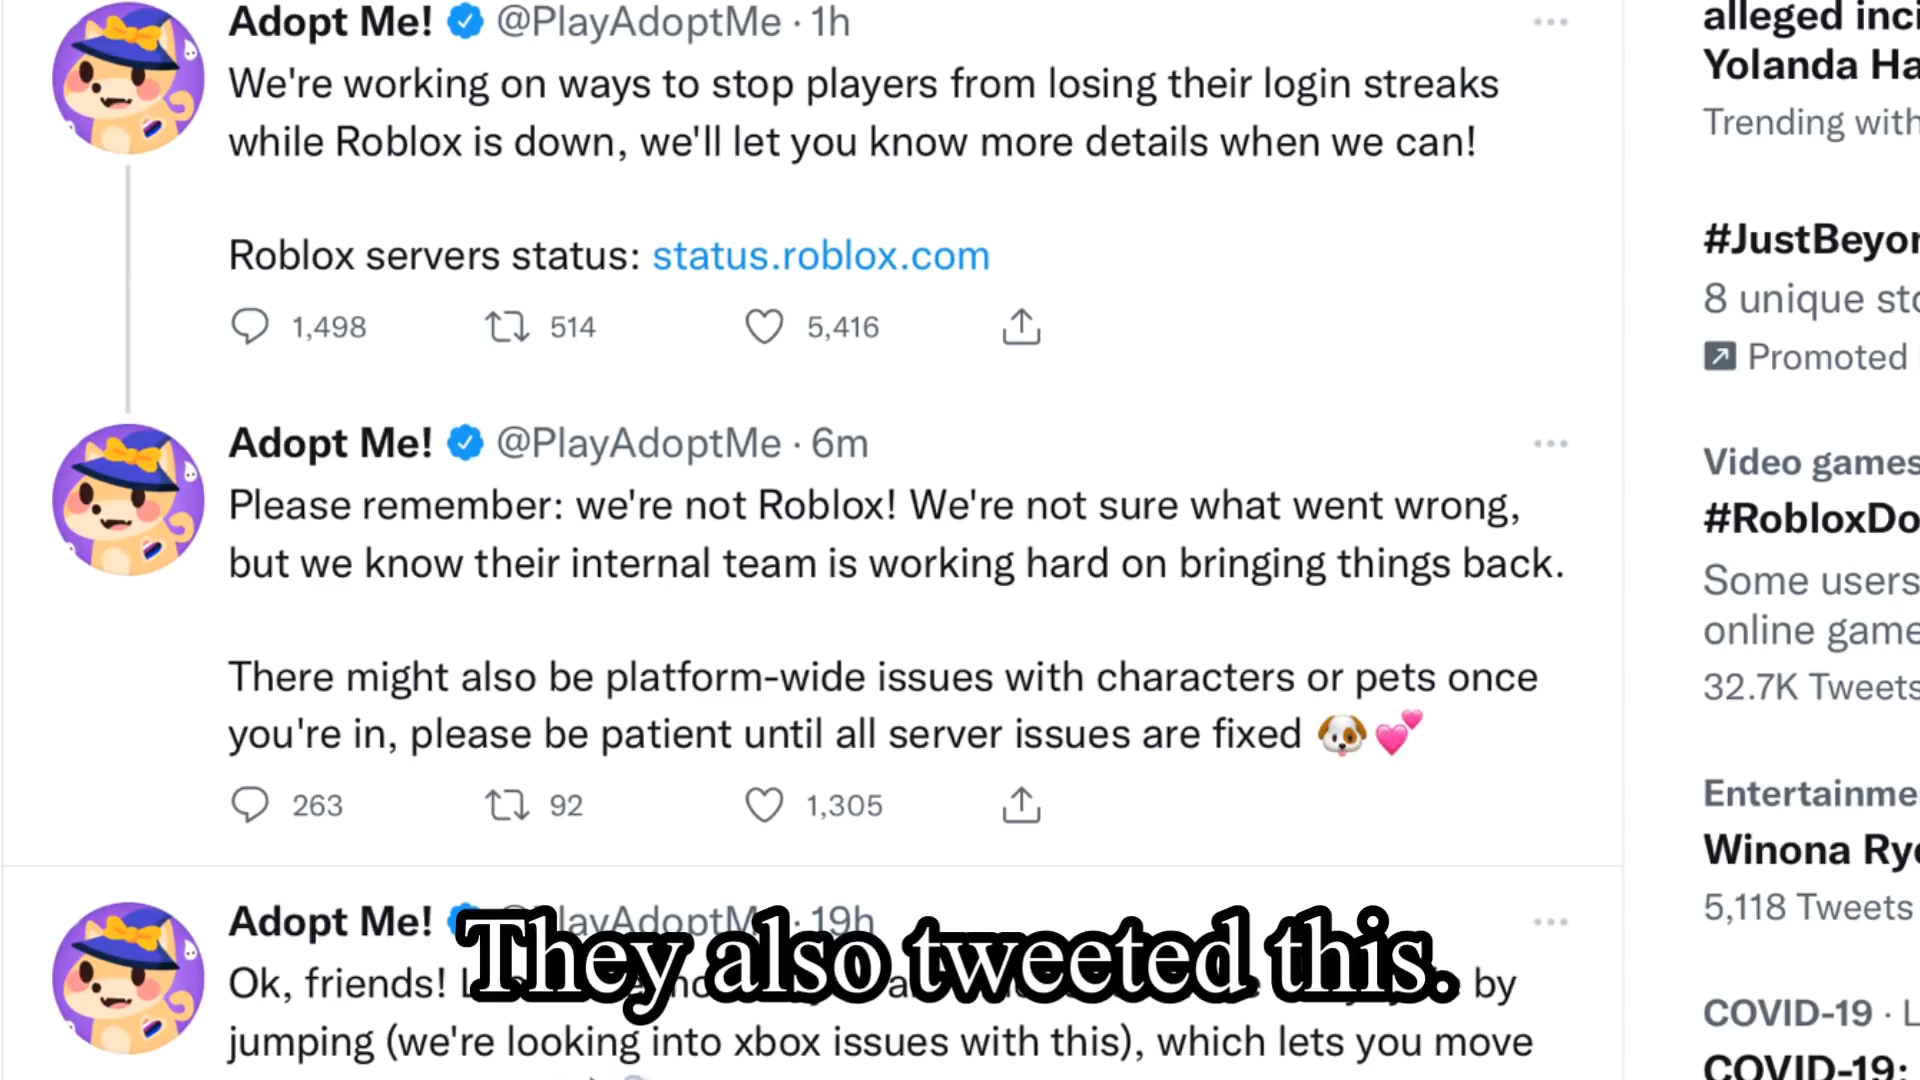 Adopt Me! @PlayAdoptMe · 1h
We're working on ways to stop players from losing their login streaks
while Roblox is down, we'll let you know more details when we can!
Roblox servers status: status.roblox.com
1,498 514 5,416
Adopt Me! @PlayAdoptMe · 6m
Please remember: we're not Roblox! We're not sure what went wrong,
but we know their internal team is working hard on bringing things back.
There might also be platform-wide issues with characters or pets once
you're in, please be patient until all server issues are fixed 🐶💕
263 92 1,305
Adopt Me! · 19h
Ok, friends! by
jumping (we're looking into xbox issues with this), which lets you move
They also tweeted this.
alleged inci
Yolanda Ha
Trending with
#JustBeyon
8 unique sto
Promoted
Video games
#RobloxDo
Some users
online game
32.7K Tweets
Entertainme
Winona Ryd
5,118 Tweets
COVID-19 · L
COVID-19: